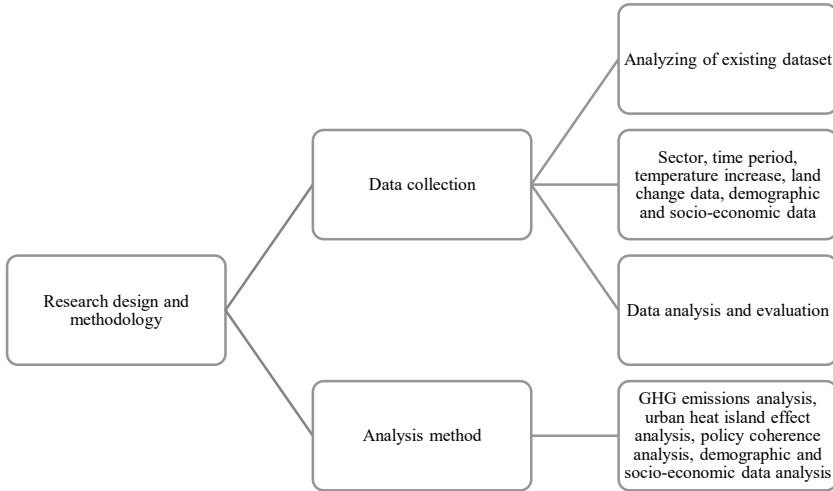 Analyzing of existing dataset
Sector, time period,
temperature increase, land
change data, demographic
and socio-economic data
Data collection
Data analysis and evaluation
Research design and
methodology
GHG emissions analysis,
urban heat island effect
analysis, policy coherence
analysis, demographic and
socio-economic data analysis
Analysis method